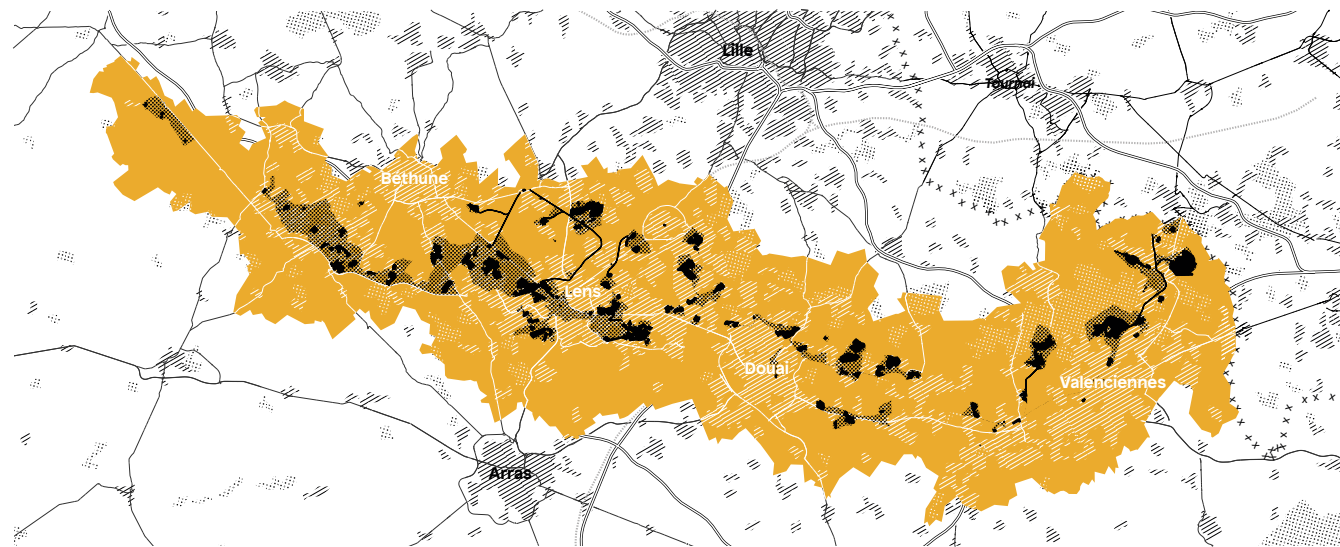 Lille
Tournai
Béthune
Lens
Douai
Valenciennes
Arras